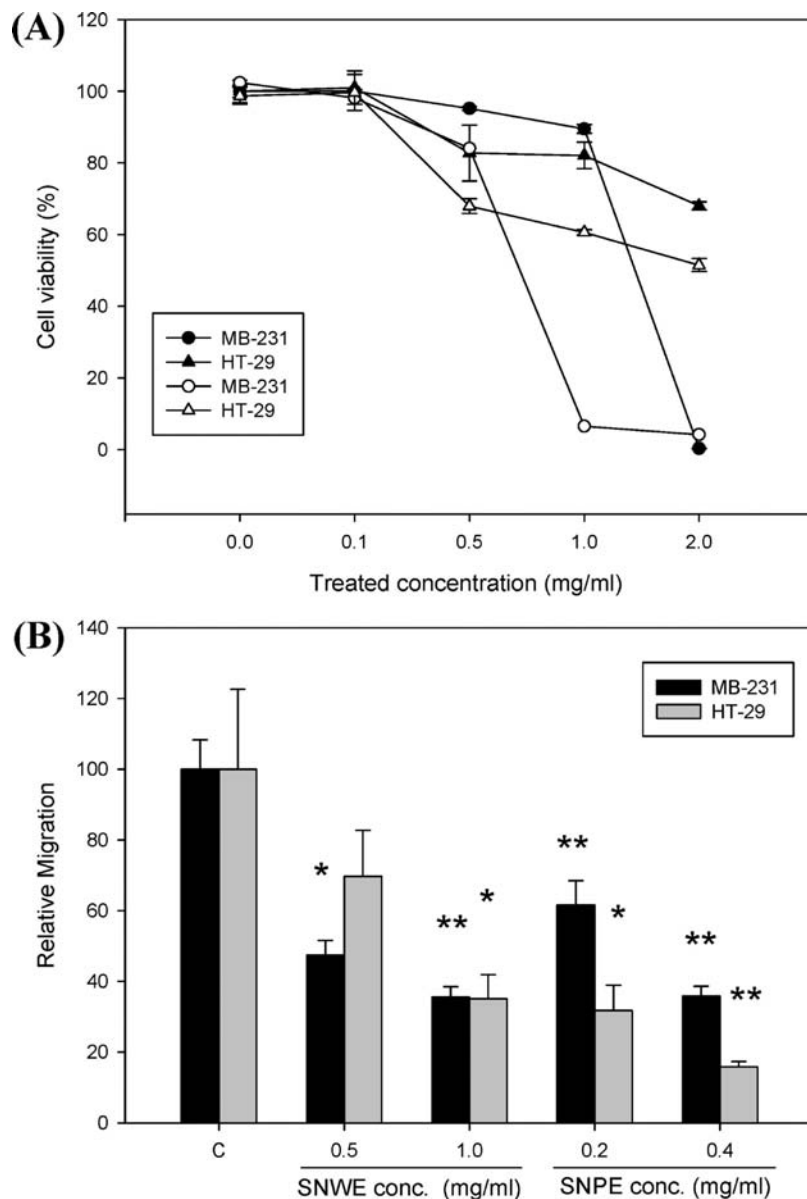 (A)
120
100
80
60
40
20
0
Cell viability (%)
MB-231
HT-29
MB-231
HT-29
0.0 0.1 0.5 1.0 2.0
Treated concentration (mg/ml)
(B)
140
120
100
80
60
40
20
0
Relative Migration
MB-231
HT-29
*
**
*
**
*
**
**
C 0.5 1.0 0.2 0.4
SNWE conc. (mg/ml) SNPE conc. (mg/ml)